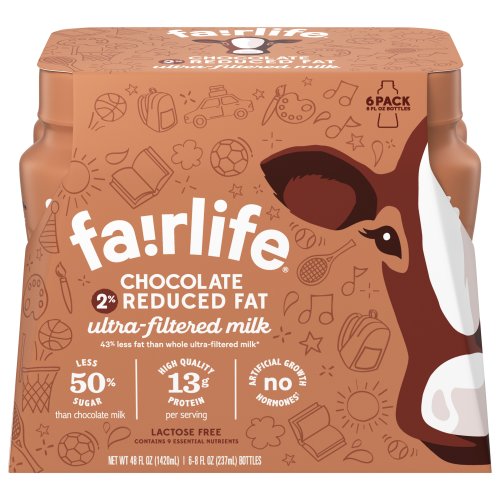 CHOCOLATE
2% REDUCED FAT
ultra-filtered milk
6 PACK
8 FL OZ BOTTLES
fa!rlife®
CHOCOLATE
2% REDUCED FAT
ultra-filtered milk
43% less fat than whole ultra-filtered milk*
LESS
50%
SUGAR
than chocolate milk
HIGH QUALITY
13g
PROTEIN
per serving
ARTIFICIAL GROWTH
no
HORMONES†
LACTOSE FREE
CONTAINS 9 ESSENTIAL NUTRIENTS
NET WT 48 FL OZ (1420mL) | 6-8 FL OZ (237mL) BOTTLES